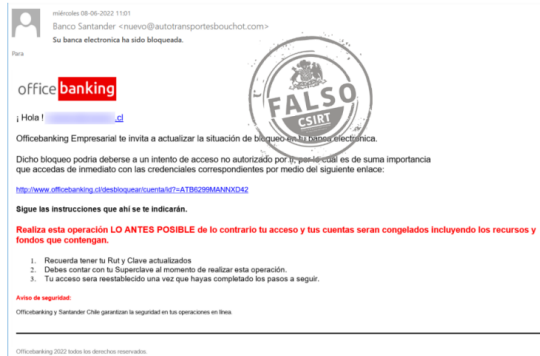 miércoles 08-06-2022 11:01
Banco Santander <nuevo@autotransportesbouchot.com>
Su banca electronica ha sido bloqueada.
Para
office banking
FALSO
CSIRT
¡ Hola ! .cl
Officebanking Empresarial te invita a actualizar la situación de bloqueo en tu banca electrónica.
Dicho bloqueo podria deberse a un intento de acceso no autorizado por ti, por lo cual es de suma importancia
que accedas de inmediato con las credenciales correspondientes por medio del siguiente enlace:
http://www.officebanking.cl/desbloquear/cuenta/id?=ATB6299MANNXD42
Sigue las instrucciones que ahí se te indicarán.
Realiza esta operación LO ANTES POSIBLE de lo contrario tu acceso y tus cuentas seran congelados incluyendo los recursos y
fondos que contengan.
1. Recuerda tener tu Rut y Clave actualizados
2. Debes contar con tu Superclave al momento de realizar esta operación.
3. Tu acceso sera reestablecido una vez que hayas completado los pasos a seguir.
Aviso de seguridad:
Officebanking y Santander Chile garantizan la seguridad en tus operaciones en línea.
Officebanking 2022 todos los derechos reservados.